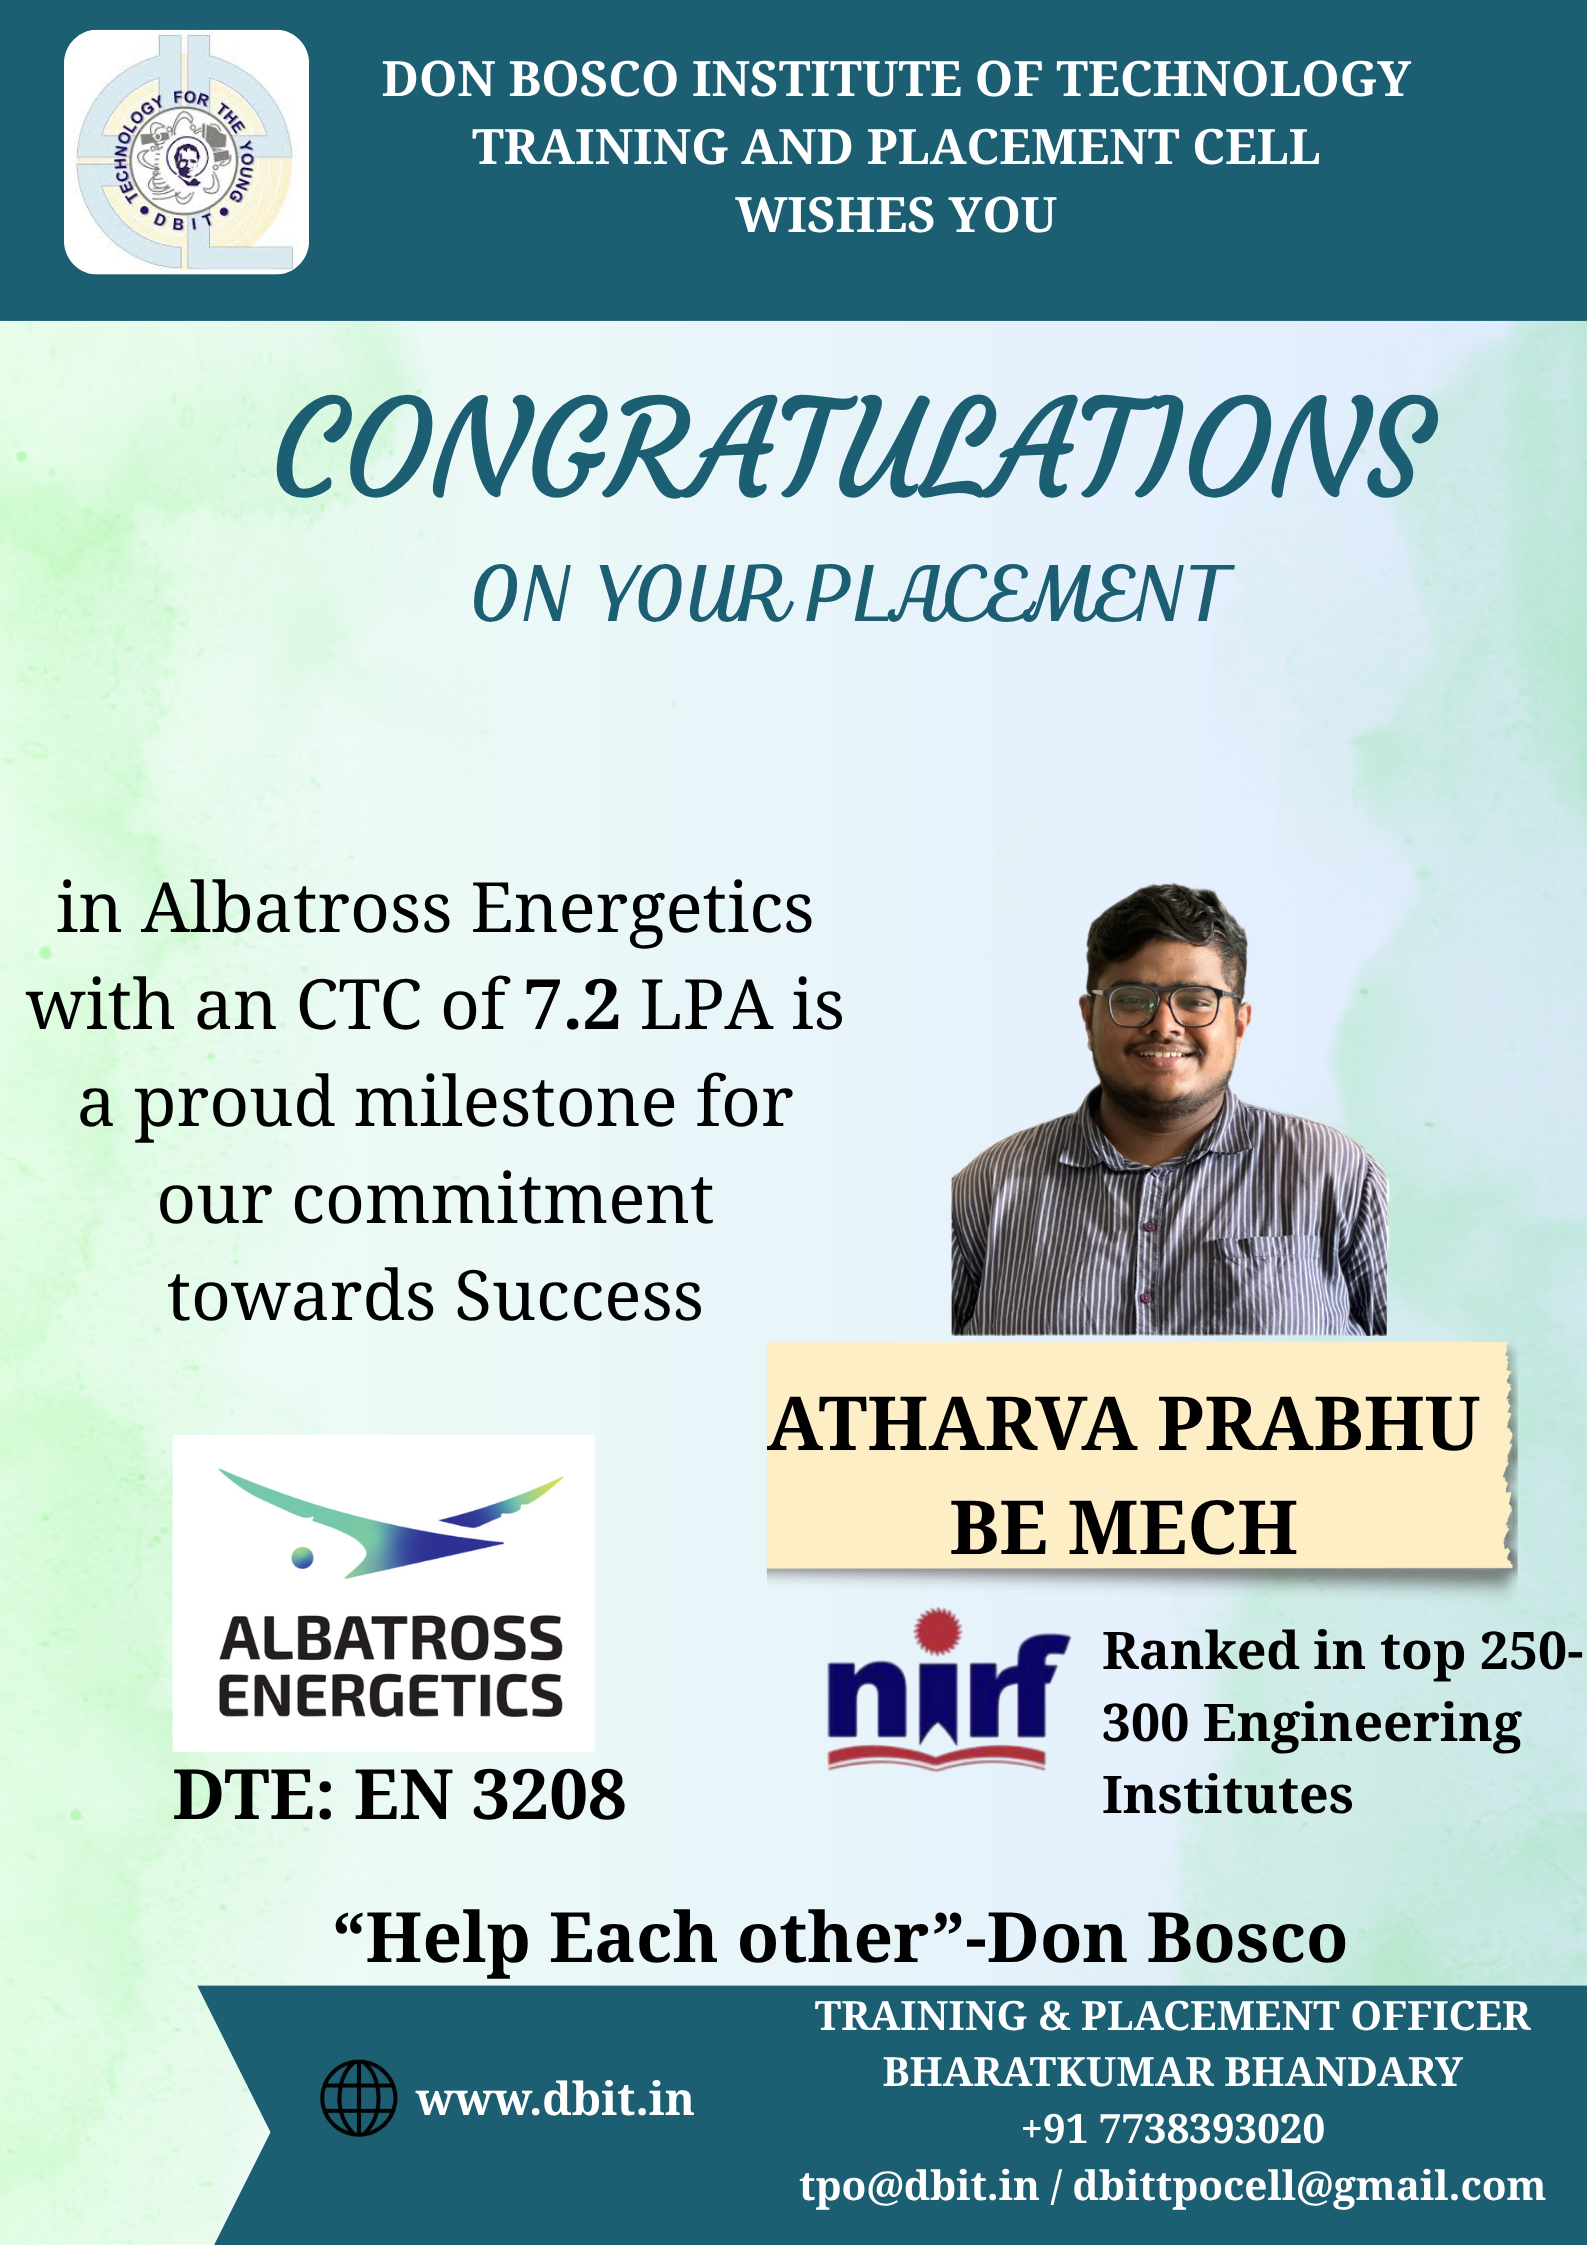 TECHNOLOGY FOR THE YOUNG
• DBIT •
DON BOSCO INSTITUTE OF TECHNOLOGY
TRAINING AND PLACEMENT CELL
WISHES YOU
CONGRATULATIONS
ON YOUR PLACEMENT
in Albatross Energetics
with an CTC of 7.2 LPA is
a proud milestone for
our commitment
towards Success
ATHARVA PRABHU
BE MECH
ALBATROSS
ENERGETICS
DTE: EN 3208
nirf
Ranked in top 250-
300 Engineering
Institutes
“Help Each other”-Don Bosco
www.dbit.in
TRAINING & PLACEMENT OFFICER
BHARATKUMAR BHANDARY
+91 7738393020
tpo@dbit.in / dbittpocell@gmail.com